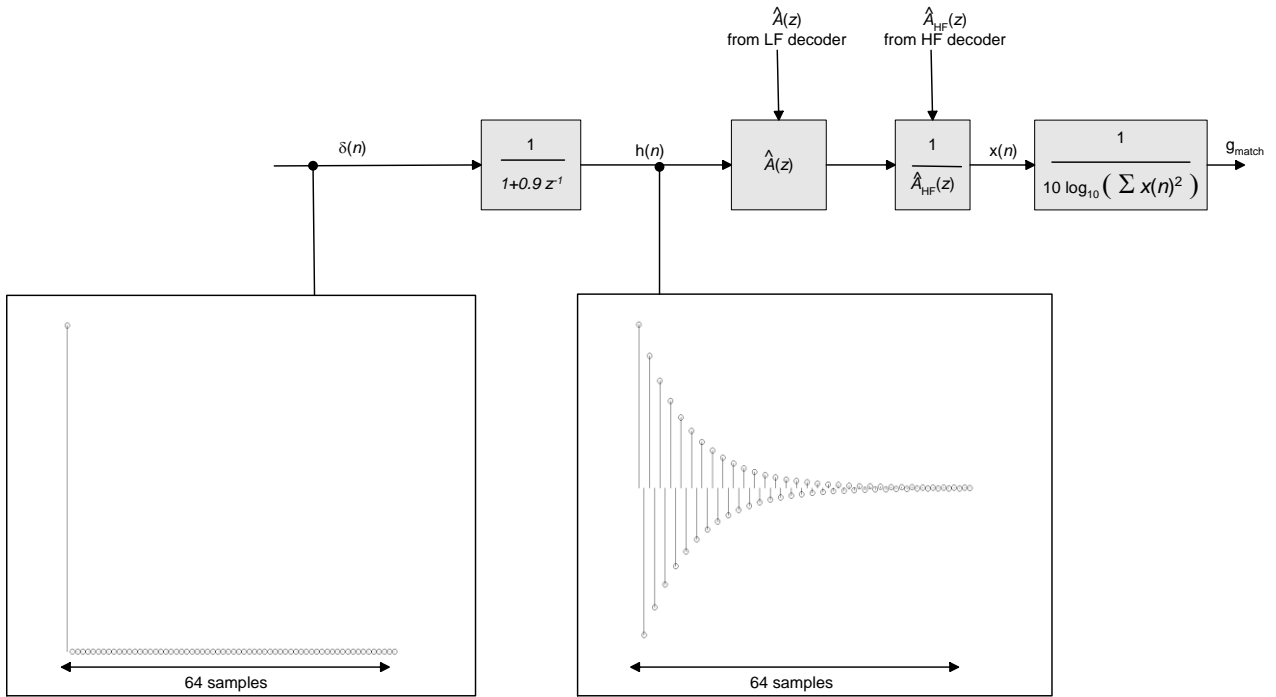 Â(z)
from LF decoder
Â_HF(z)
from HF decoder
δ(n)
1
1+0.9 z⁻¹
h(n)
Â(z)
1
Â_HF(z)
x(n)
1
10 log₁₀( Σ x(n)² )
g_match
64 samples
64 samples